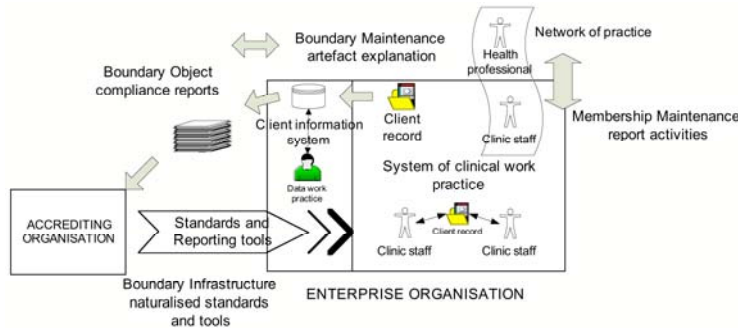 Boundary Maintenance
artefact explanation
Network of practice
Health
professional
Boundary Object
compliance reports
Client information
system
Client
record
Clinic staff
Membership Maintenance
report activities
Data work
practice
System of clinical work
practice
ACCREDITING
ORGANISATION
Standards and
Reporting tools
Client record
Clinic staff
Clinic staff
Boundary Infrastructure
naturalised standards
and tools
ENTERPRISE ORGANISATION